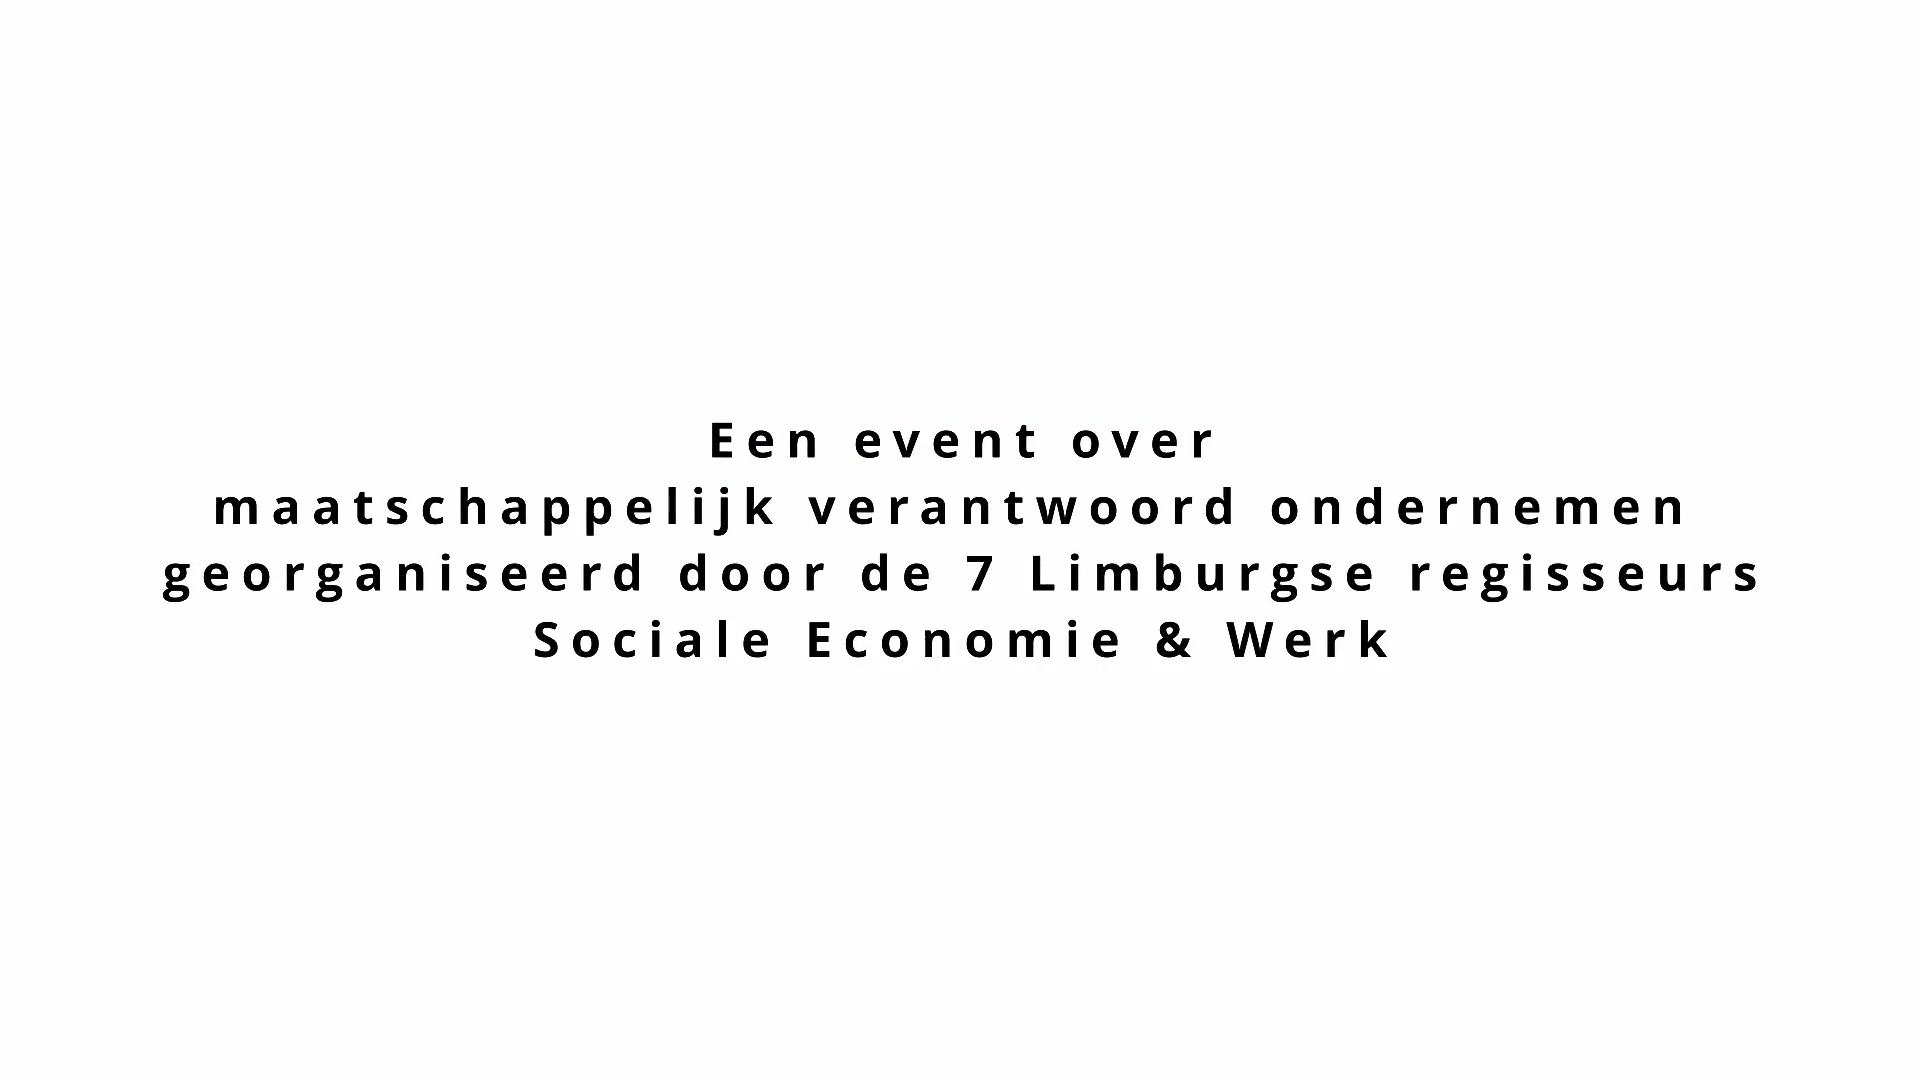 Een event over
maatschappelijk verantwoord ondernemen
georganiseerd door de 7 Limburgse regisseurs
Sociale Economie & Werk